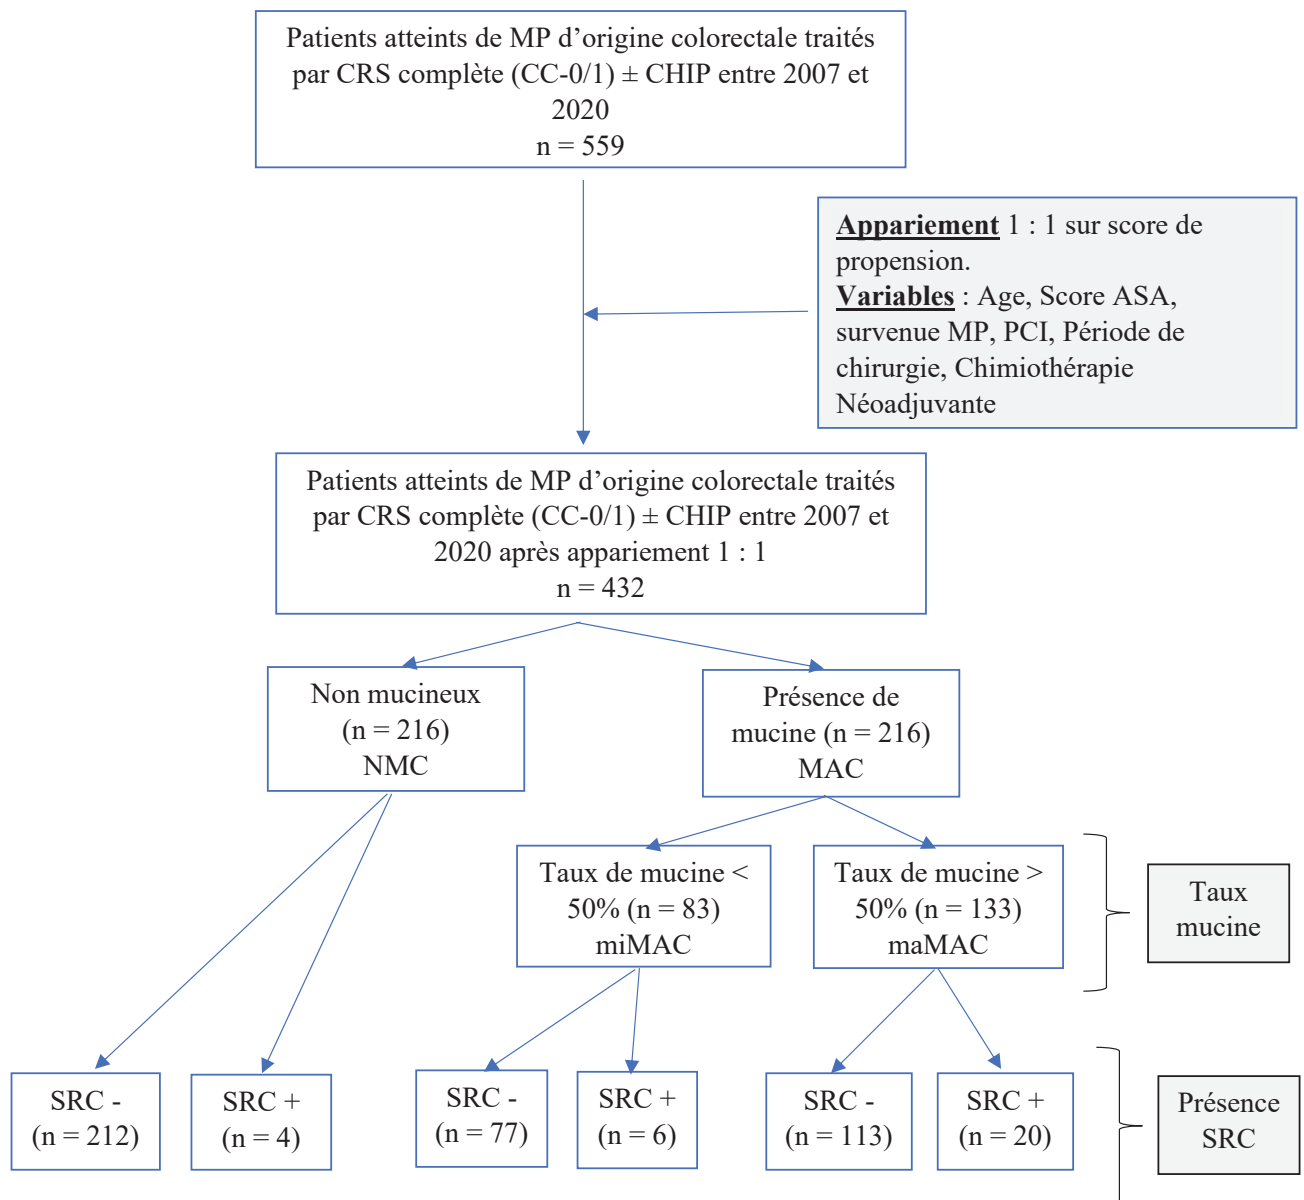 Patients atteints de MP d’origine colorectale traités
par CRS complète (CC-0/1) ± CHIP entre 2007 et
2020
n = 559
Appariement 1 : 1 sur score de
propension.
Variables : Age, Score ASA,
survenue MP, PCI, Période de
chirurgie, Chimiothérapie
Néoadjuvante
Patients atteints de MP d’origine colorectale traités
par CRS complète (CC-0/1) ± CHIP entre 2007 et
2020 après appariement 1 : 1
n = 432
Non mucineux
(n = 216)
NMC
Présence de
mucine (n = 216)
MAC
Taux de mucine <
50% (n = 83)
miMAC
Taux de mucine >
50% (n = 133)
maMAC
Taux
mucine
SRC -
(n = 212)
SRC +
(n = 4)
SRC -
(n = 77)
SRC +
(n = 6)
SRC -
(n = 113)
SRC +
(n = 20)
Présence
SRC